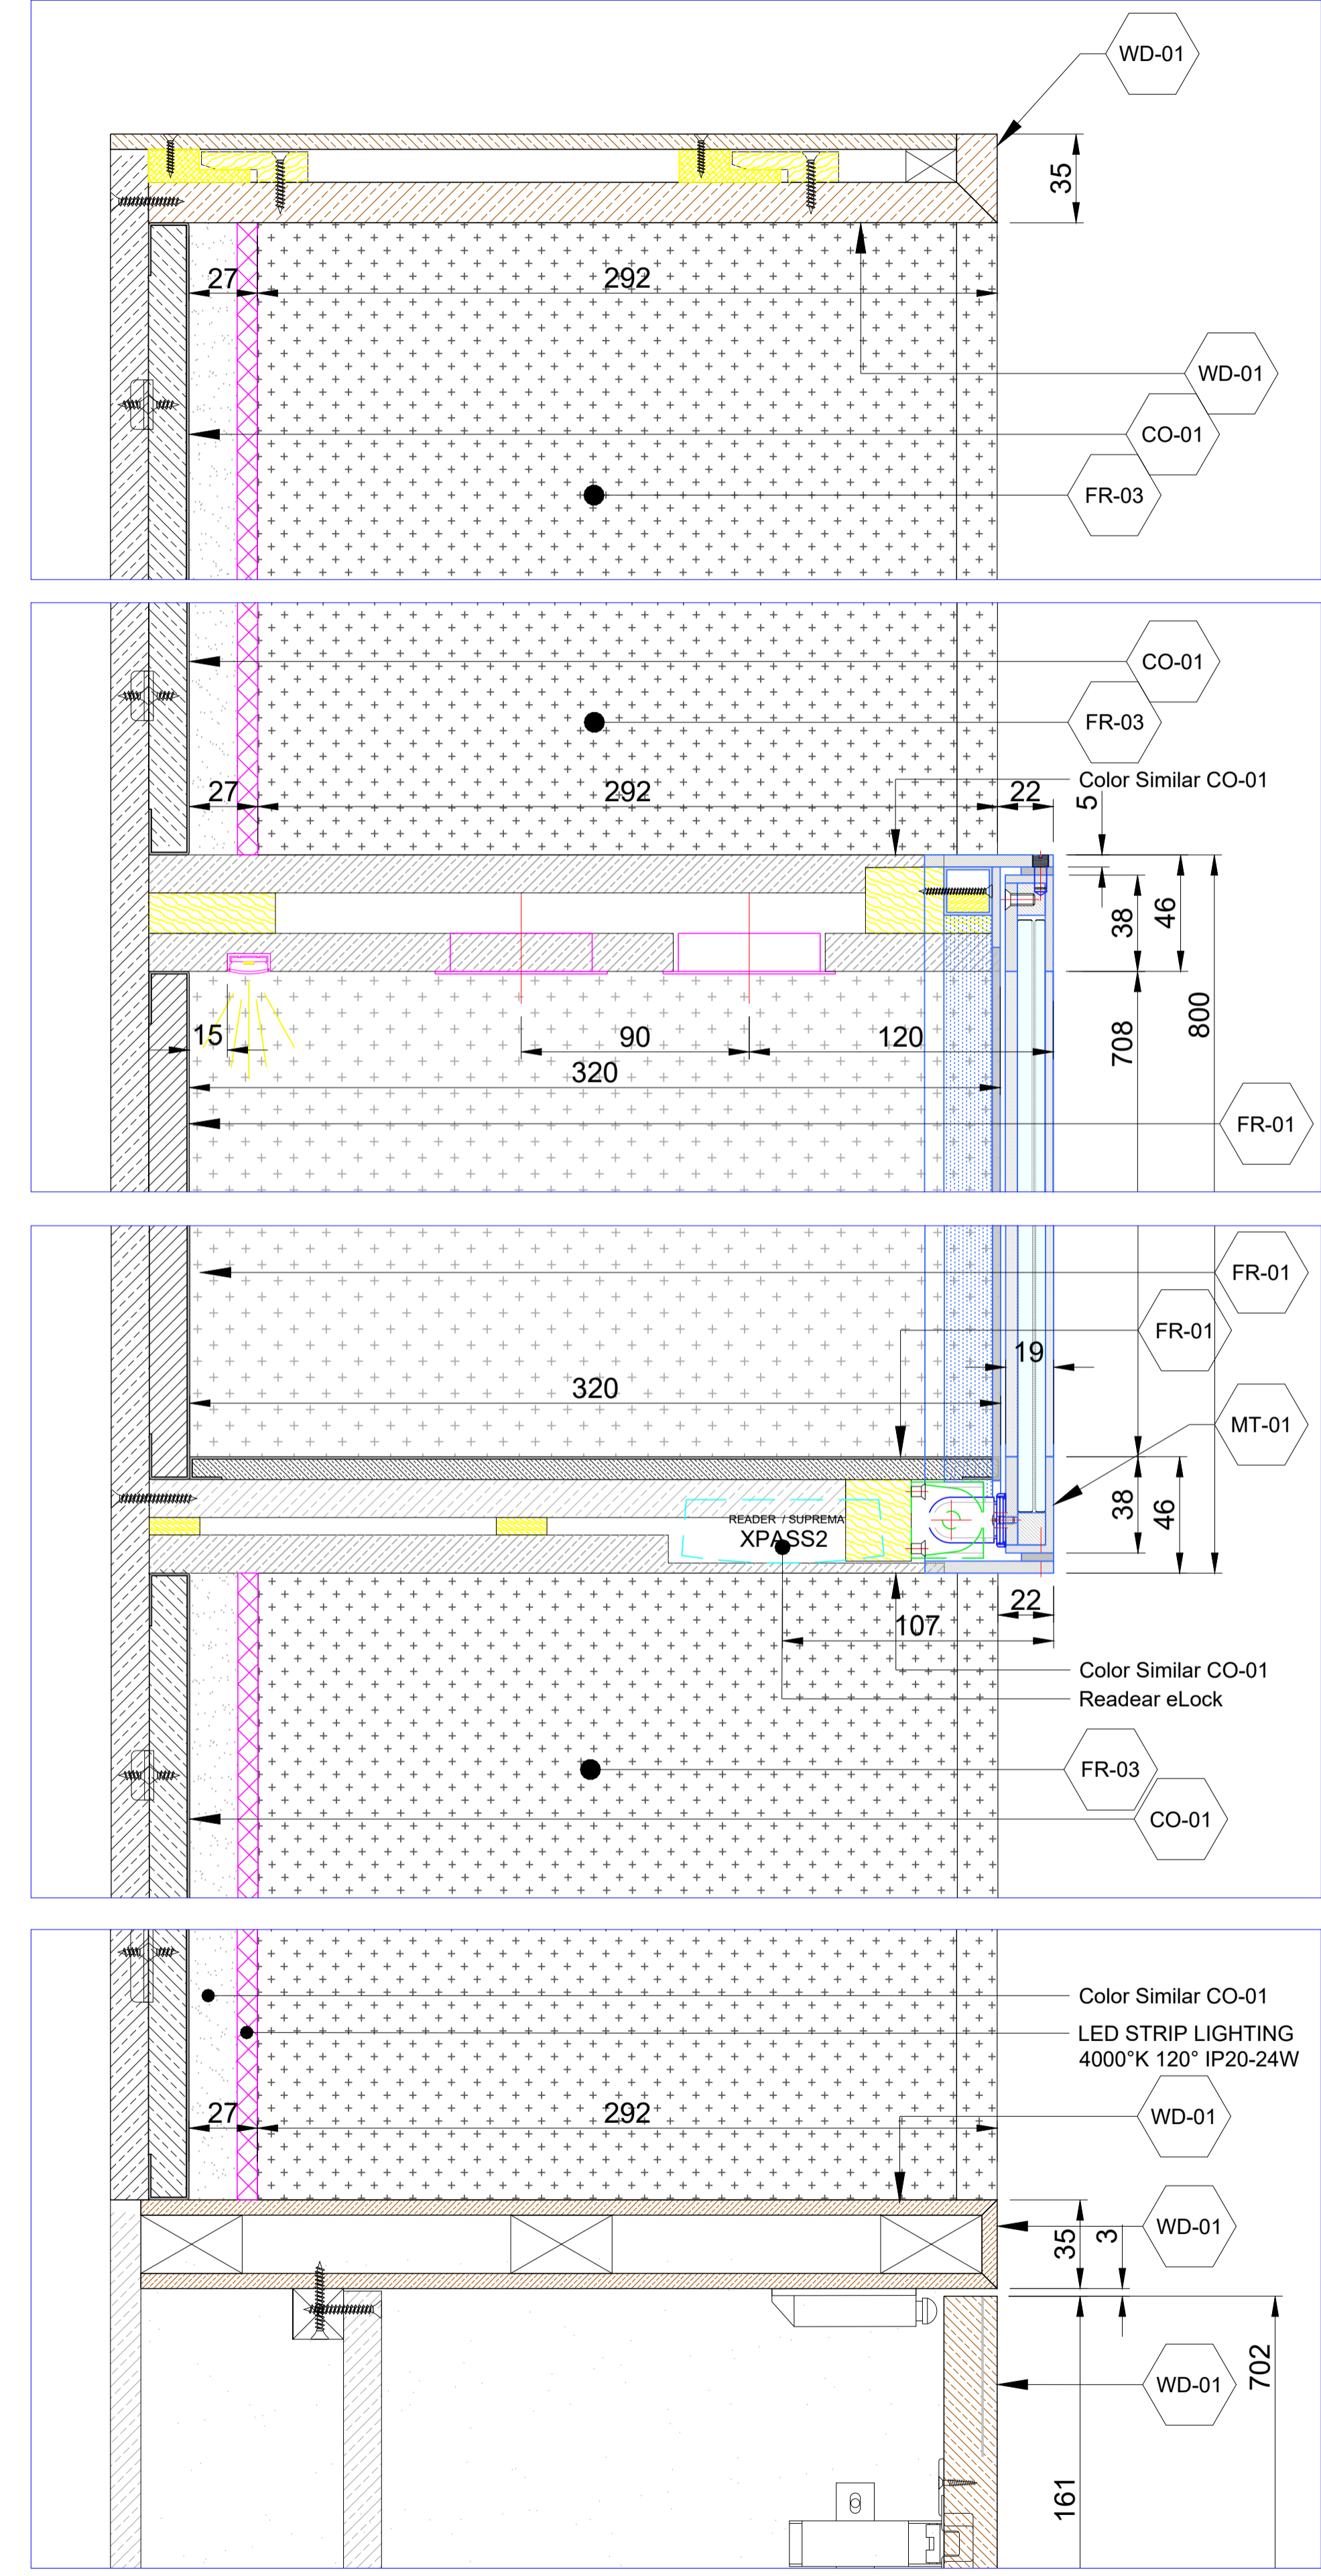 WD-01
35
27
292
WD-01
CO-01
FR-03
CO-01
FR-03
Color Similar CO-01
27
292
22
5
38
46
15
90
120
708
800
320
FR-01
FR-01
FR-01
19
320
MT-01
38
46
READER / SUPREMA
XPASS2
22
107
Color Similar CO-01
Readear eLock
FR-03
CO-01
Color Similar CO-01
LED STRIP LIGHTING
4000°K 120° IP20-24W
27
292
WD-01
WD-01
35
3
702
WD-01
161